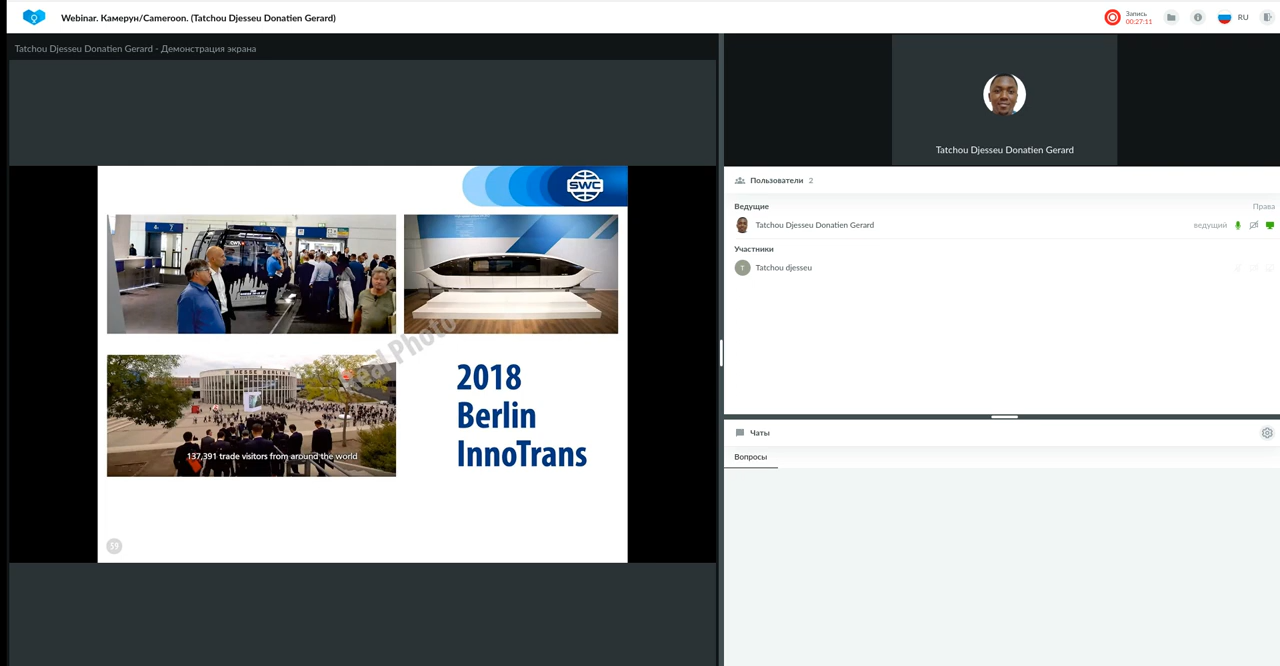 Webinar. Камерун/Cameroon. (Tatchou Djesseu Donatien Gerard)
Запись
00:27:11
RU
Tatchou Djesseu Donatien Gerard - Демонстрация экрана
Tatchou Djesseu Donatien Gerard
Пользователи 2
Ведущие Права
Tatchou Djesseu Donatien Gerard ведущий
Участники
T Tatchou djesseu
Чаты
Вопросы
SWC
MESSE BERLIN
137,391 trade visitors from around the world
Real Photo
2018
Berlin
InnoTrans
59